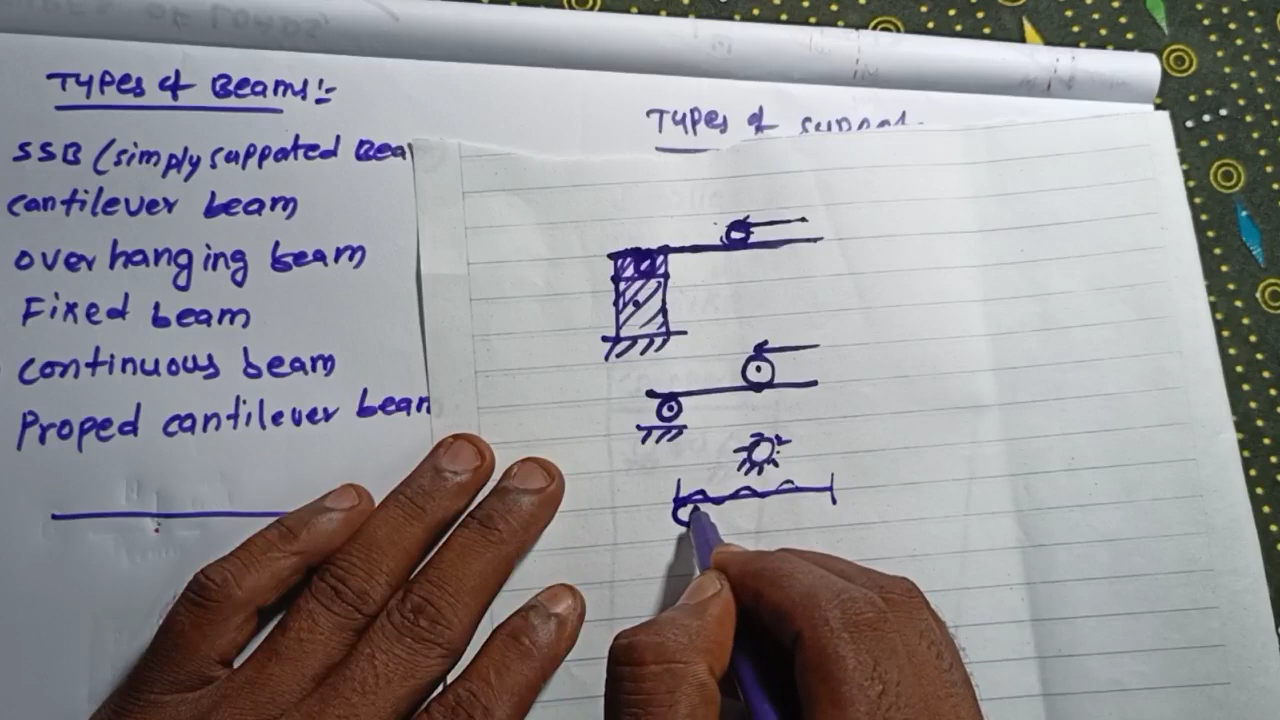 Types of Beams:-
SSB (simply suppoted Bea
cantilever beam
overhanging beam
Fixed beam
continuous beam
Proped cantilever bean
Types of